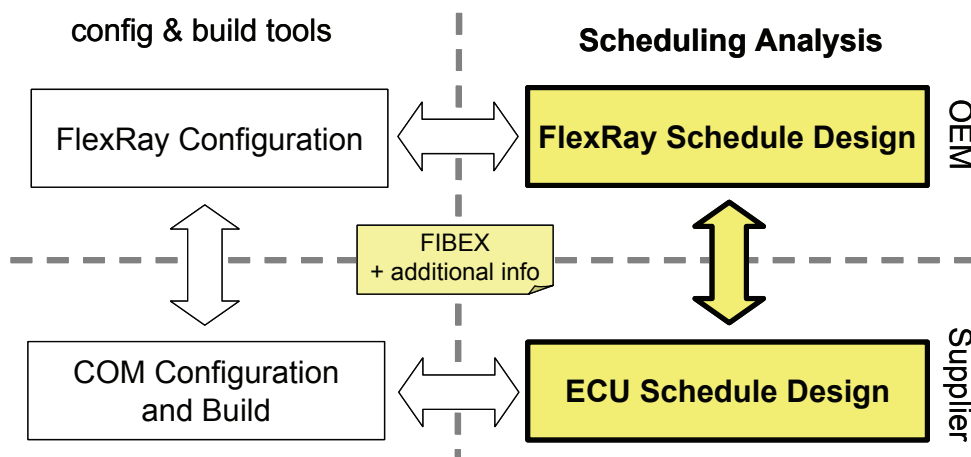 config & build tools
Scheduling Analysis
FlexRay Configuration
FlexRay Schedule Design
OEM
FIBEX
+ additional info
COM Configuration
and Build
ECU Schedule Design
Supplier